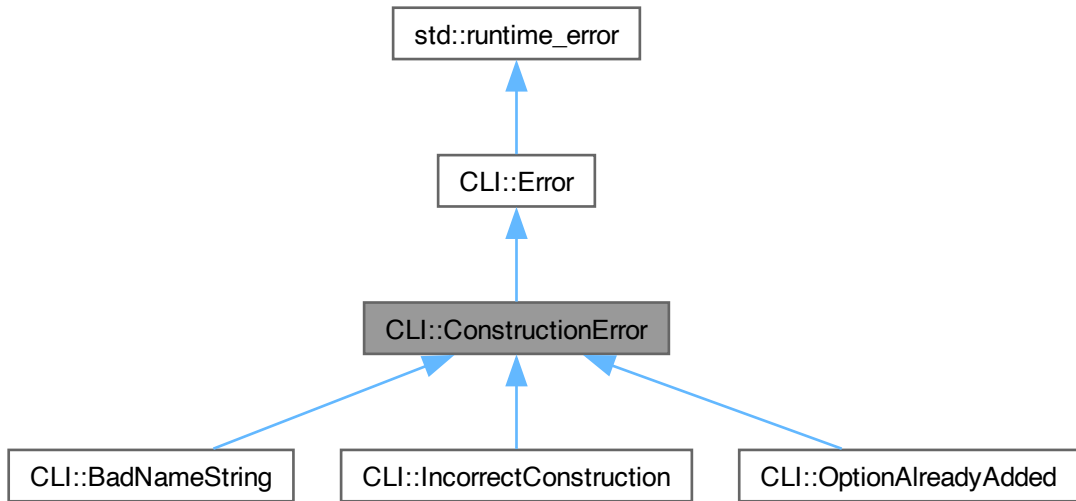 std::runtime_error
CLI::Error
CLI::ConstructionError
CLI::BadNameString
CLI::IncorrectConstruction
CLI::OptionAlreadyAdded